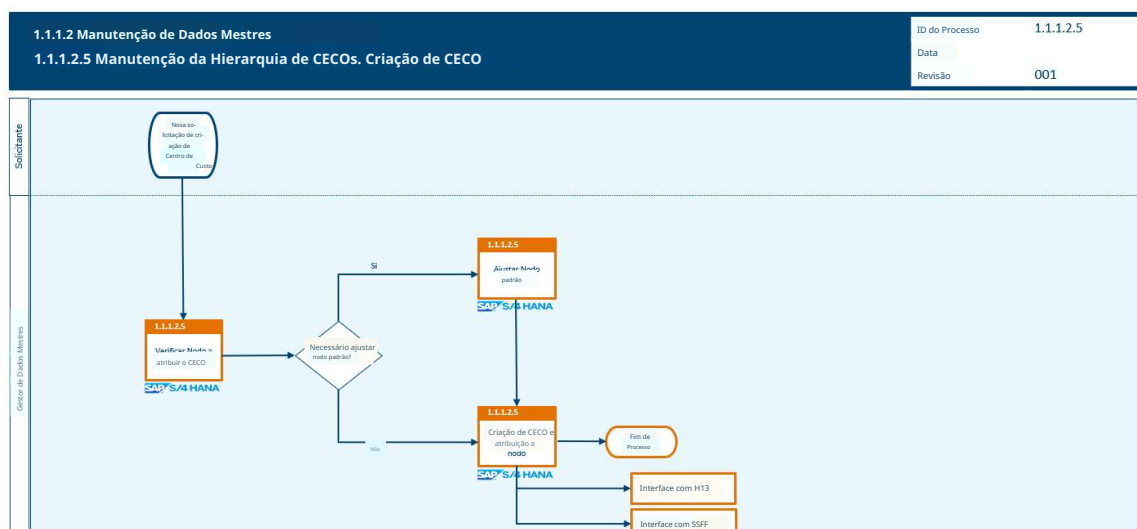 1.1.1.2 Manutenção de Dados Mestres
1.1.1.2.5 Manutenção da Hierarquia de CECOs. Criação de CECO
ID do Processo 1.1.1.2.5
Data
Revisão 001
Solicitante
Nova so-
licitação de cri-
ação de
Centro de
Custo
Gestor de Dados Mestres
1.1.1.2.5
Verificar Nodo a
atribuir o CECO
SAP S/4 HANA
Necessário ajustar
nodo padrão?
Si
Não
1.1.1.2.5
Ajustar Nodo
padrão
SAP S/4 HANA
1.1.1.2.5
Criação de CECO e
atribuição a
nodo
SAP S/4 HANA
Fim de
Processo
Interface com H13
Interface com SSFF